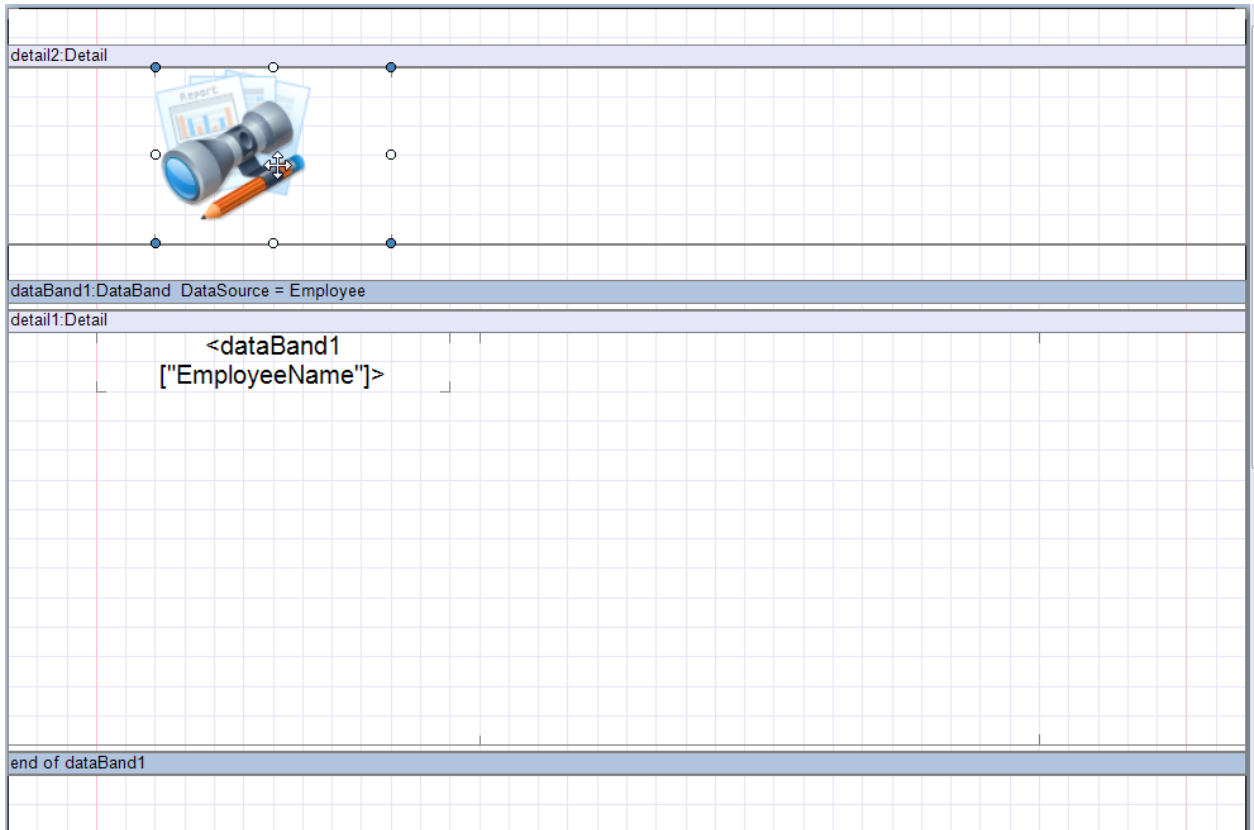 detail2:Detail
Report
dataBand1:DataBand  DataSource = Employee
detail1:Detail
<dataBand1
["EmployeeName"]>
end of dataBand1